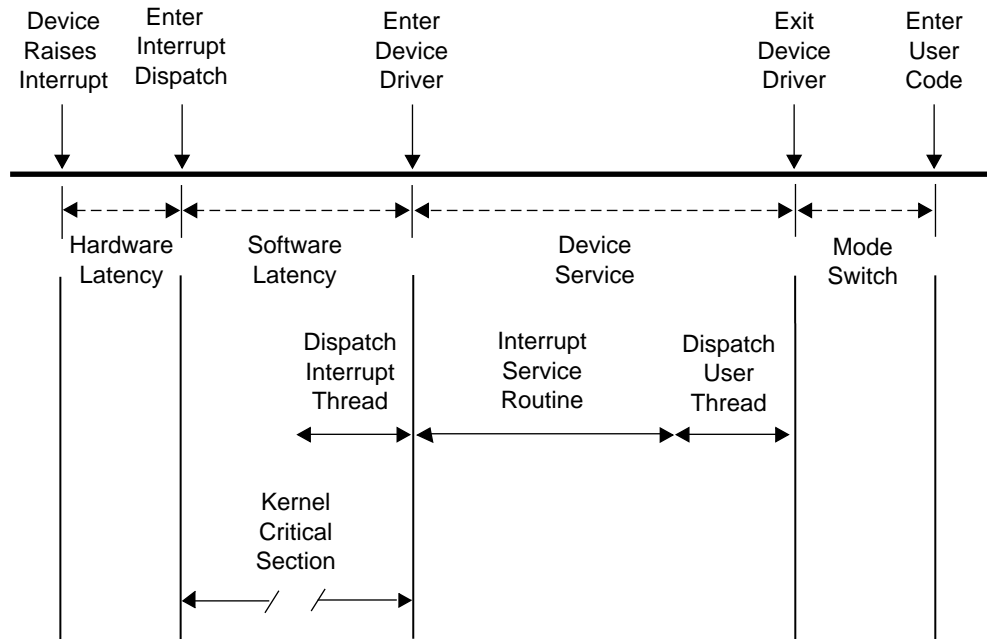 Device
Raises
Interrupt
Enter
Interrupt
Dispatch
Enter
Device
Driver
Exit
Device
Driver
Enter
User
Code
Hardware
Latency
Software
Latency
Device
Service
Mode
Switch
Dispatch
Interrupt
Thread
Interrupt
Service
Routine
Dispatch
User
Thread
Kernel
Critical
Section